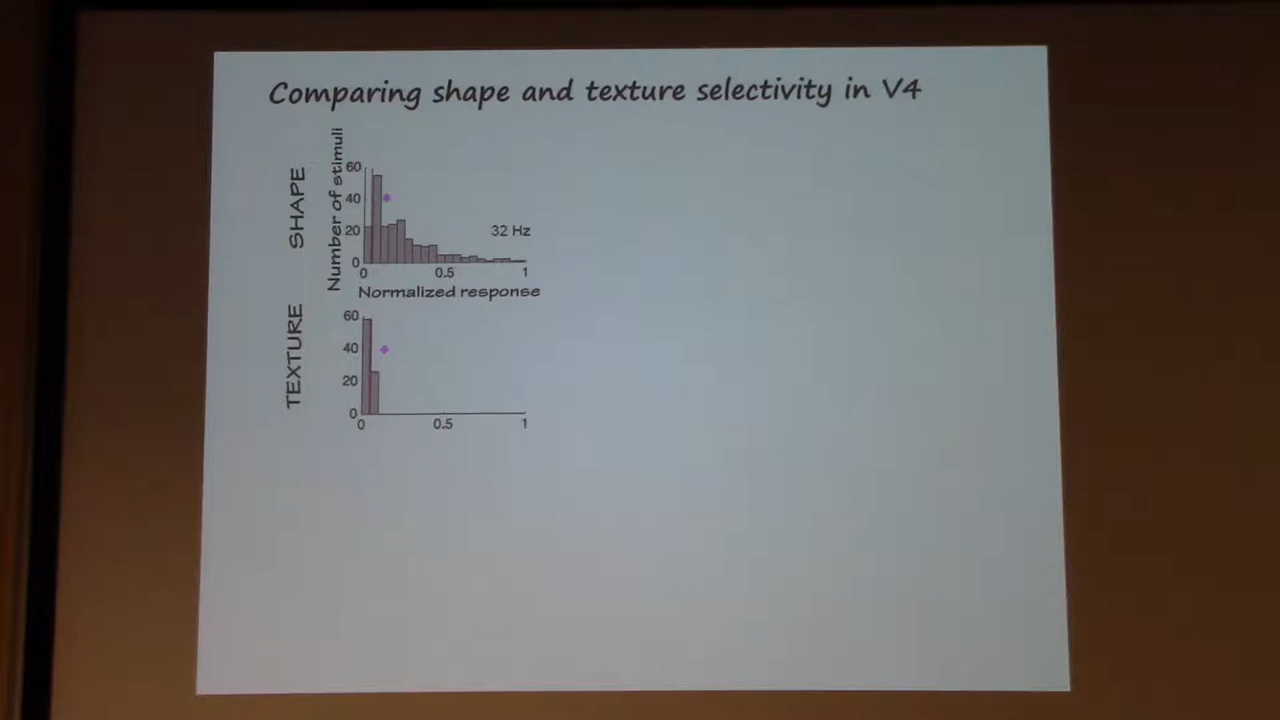 Comparing shape and texture selectivity in V4
SHAPE
Number of stimuli
60
40
20
0
32 Hz
0 0.5 1
Normalized response
TEXTURE
60
40
20
0
0 0.5 1